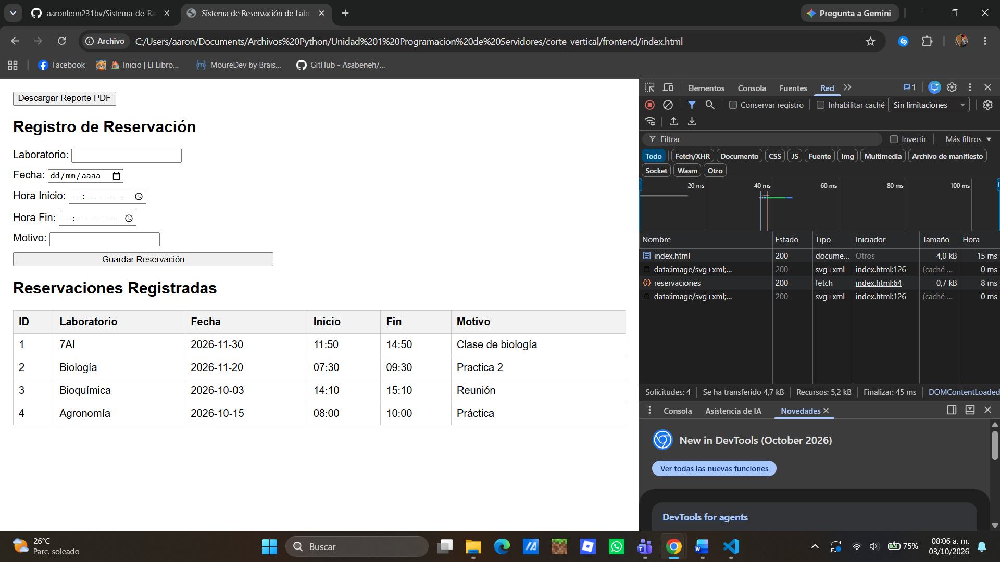 aaronleon231bv/Sistema-de-Ra
Sistema de Reservación de Labo
Pregunta a Gemini
Archivo
C:/Users/aaron/Documents/Archivos%20Python/Unidad%201%20Programacion%20de%20Servidores/corte_vertical/frontend/index.html
Facebook
Inicio | El Libro...
MoureDev by Brais...
GitHub - Asabeneh/...
Descargar Reporte PDF
Registro de Reservación
Laboratorio:
Fecha: dd/mm/aaaa
Hora Inicio: --:-- -----
Hora Fin: --:-- -----
Motivo:
Guardar Reservación
Reservaciones Registradas
ID Laboratorio Fecha Inicio Fin Motivo
1 7AI 2026-11-30 11:50 14:50 Clase de biología
2 Biología 2026-11-20 07:30 09:30 Practica 2
3 Bioquímica 2026-10-03 14:10 15:10 Reunión
4 Agronomía 2026-10-15 08:00 10:00 Práctica
Elementos Consola Fuentes Red 1
Conservar registro Inhabilitar caché Sin limitaciones
Filtrar Invertir Más filtros
Todo Fetch/XHR Documento CSS JS Fuente Img Multimedia Archivo de manifiesto
Socket Wasm Otro
20 ms 40 ms 60 ms 80 ms 100 ms
Nombre Estado Tipo Iniciador Tamaño Hora
index.html 200 docume... Otros 4,0 kB 15 ms
data:image/svg+xml;... 200 svg+xml index.html:126 (caché ... 0 ms
reservaciones 200 fetch index.html:64 0,7 kB 8 ms
data:image/svg+xml;... 200 svg+xml index.html:126 (caché ... 0 ms
Solicitudes: 4 Se ha transferido 4,7 kB Recursos: 5,2 kB Finalizar: 45 ms DOMContentLoaded
Consola Asistencia de IA Novedades
New in DevTools (October 2026)
Ver todas las nuevas funciones
DevTools for agents
26°C
Parc. soleado
Buscar
75%
08:06 a. m.
03/10/2026